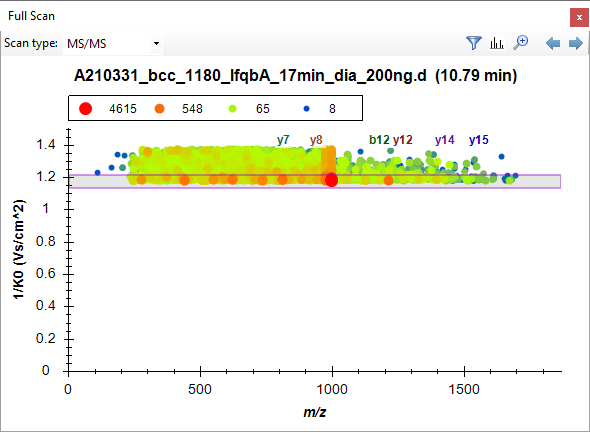 Full Scan x
Scan type: MS/MS
A210331_bcc_1180_lfqbA_17min_dia_200ng.d (10.79 min)
4615 548 65 8
y7 y8 b12 y12 y14 y15
1.4
1.2
1
0.8
0.6
0.4
0.2
0
1/K0 (Vs/cm^2)
0 500 1000 1500
m/z